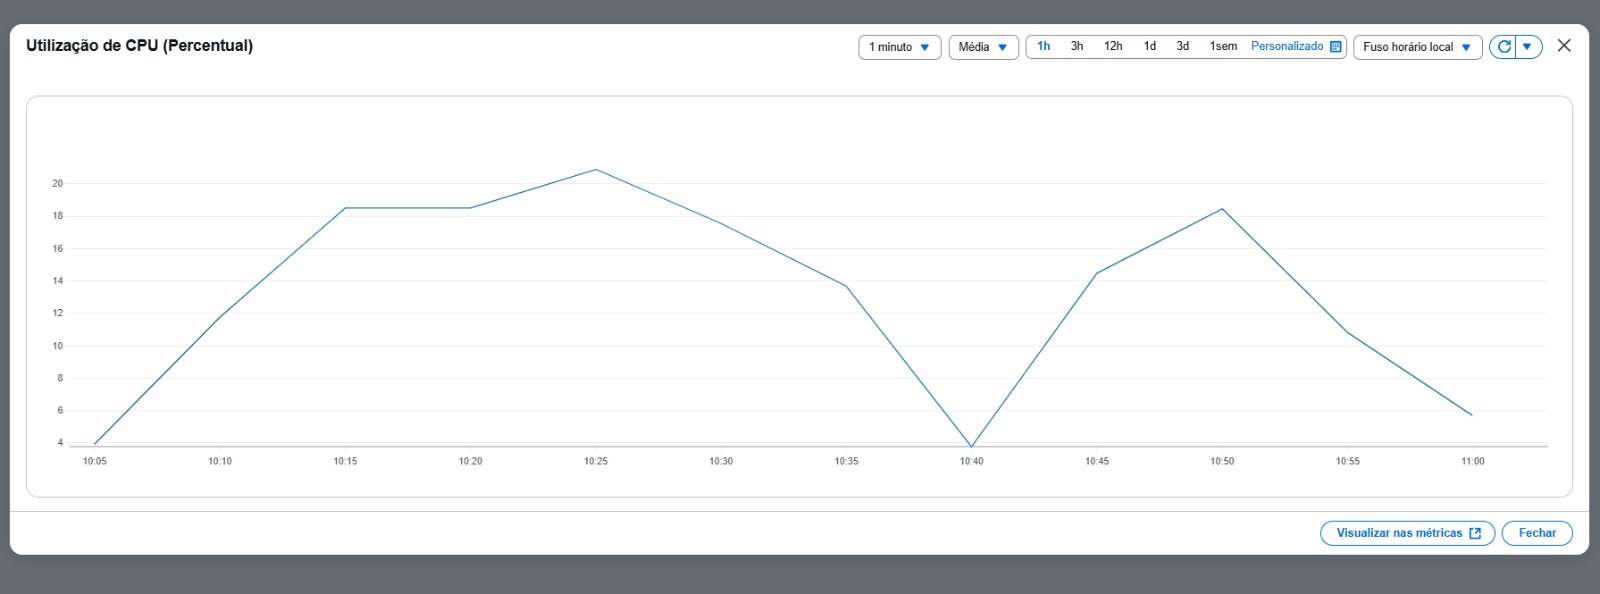 Utilização de CPU (Percentual)
1 minuto
Média
1h 3h 12h 1d 3d 1sem Personalizado
Fuso horário local
20
18
16
14
12
10
8
6
4
10:05 10:10 10:15 10:20 10:25 10:30 10:35 10:40 10:45 10:50 10:55 11:00
Visualizar nas métricas
Fechar